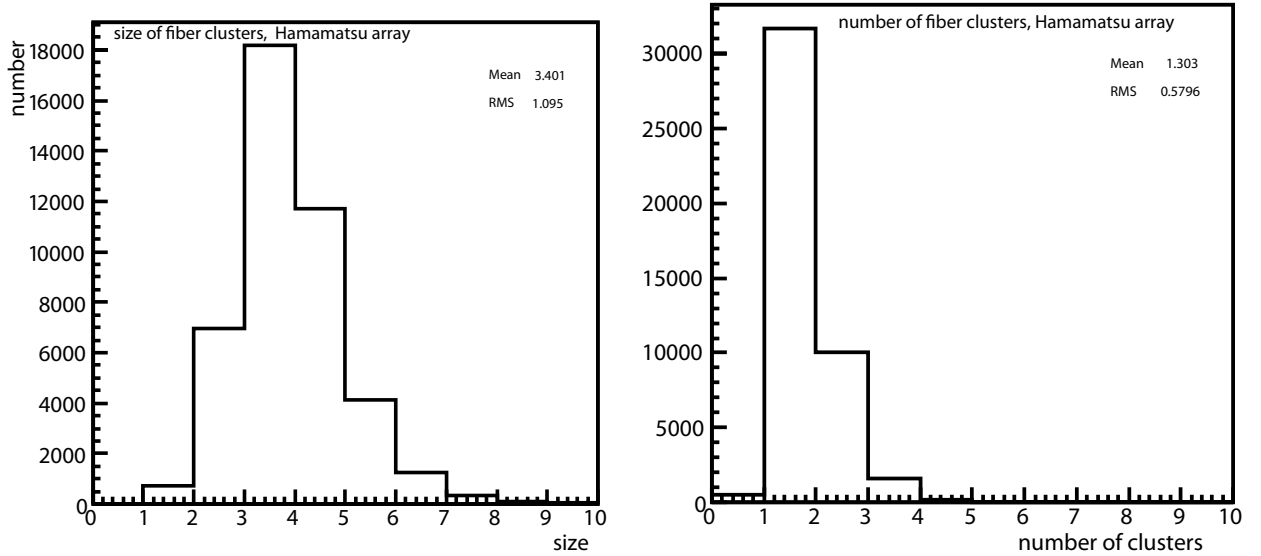 size of fiber clusters, Hamamatsu array
number
18000
16000
14000
12000
10000
8000
6000
4000
2000
0
Mean 3.401
RMS 1.095
0 1 2 3 4 5 6 7 8 9 10
size
number of fiber clusters, Hamamatsu array
30000
25000
20000
15000
10000
5000
0
Mean 1.303
RMS 0.5796
0 1 2 3 4 5 6 7 8 9 10
number of clusters